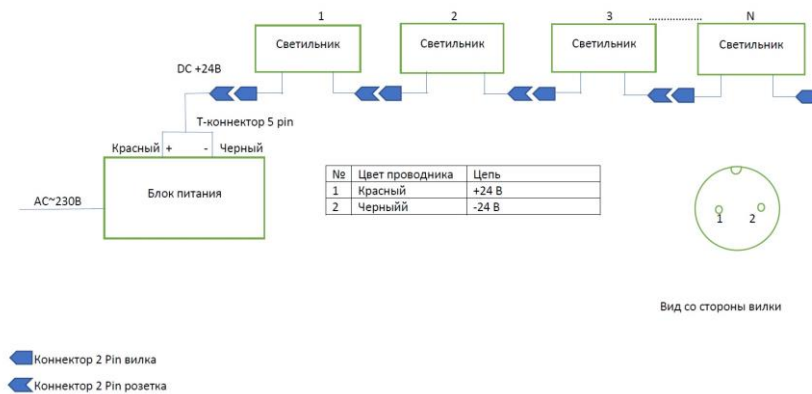 1 2 3 .................... N
Светильник Светильник Светильник Светильник
DC +24В
Т-коннектор 5 pin
Красный + - Черный
Блок питания
AC~230В
№ Цвет проводника Цепь
1 Красный +24 В
2 Черныйй -24 В
1 2
Вид со стороны вилки
Коннектор 2 Pin вилка
Коннектор 2 Pin розетка